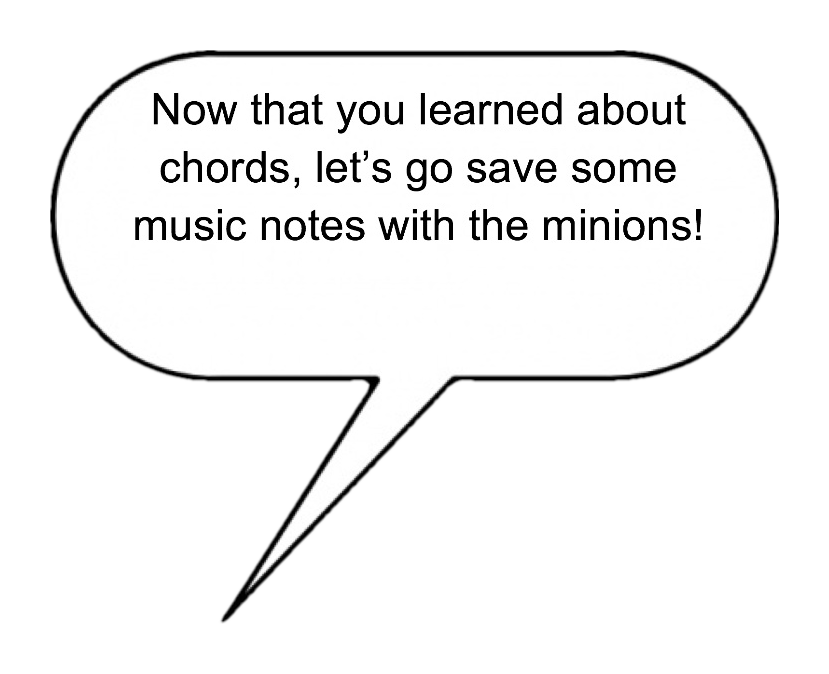 Now that you learned about
chords, let’s go save some
music notes with the minions!